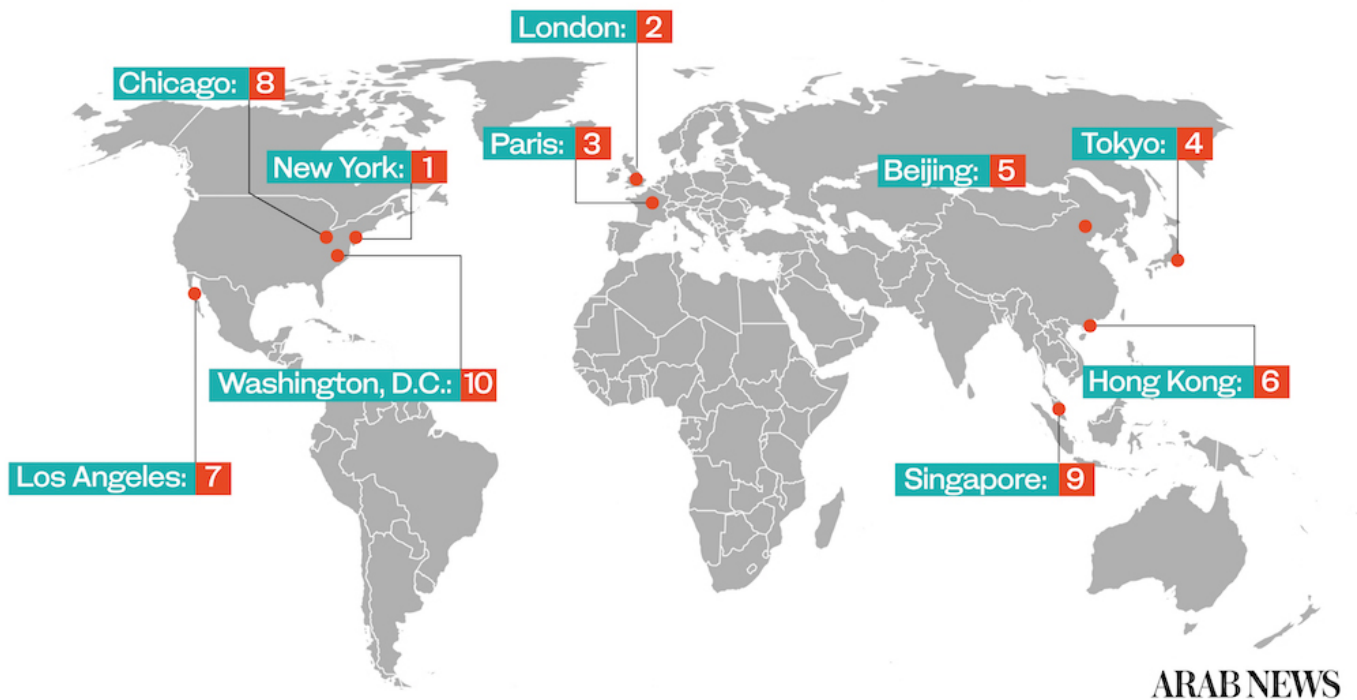 London: 2
Chicago: 8
Paris: 3
Tokyo: 4
New York: 1
Beijing: 5
Washington, D.C.: 10
Hong Kong: 6
Los Angeles: 7
Singapore: 9
ARAB NEWS